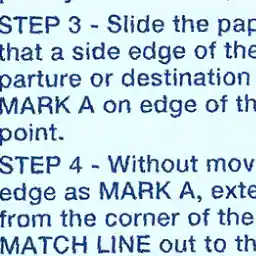 STEP 3 - Slide the pap
that a side edge of the
parture or destination
MARK A on edge of th
point.
STEP 4 - Without mov
edge as MARK A, exte
from the corner of the
MATCH LINE out to th